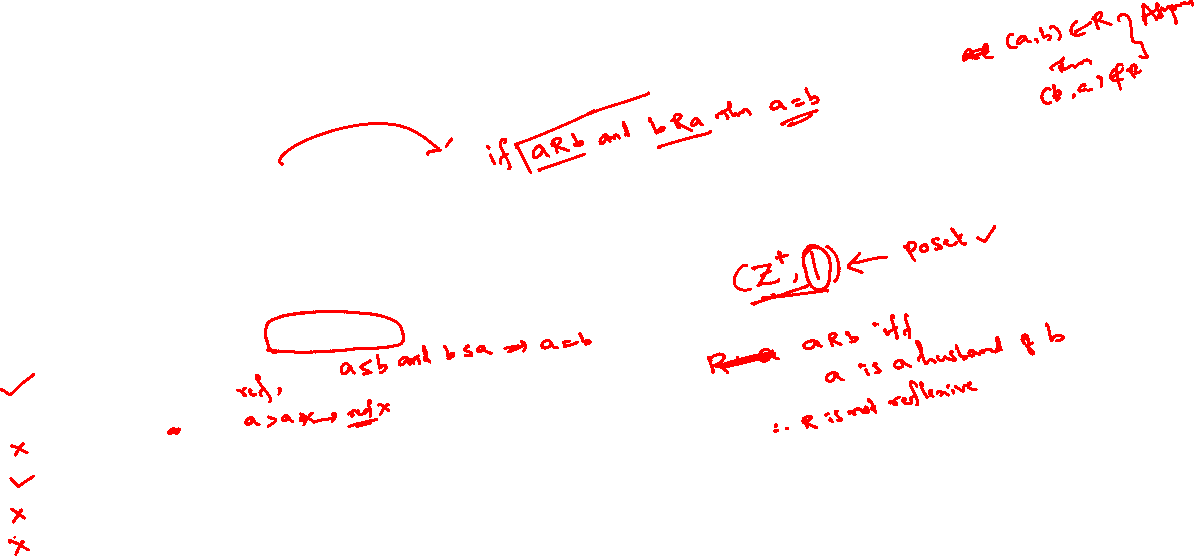 (a,b) ∈ R
then
(b,a) ∉ R
if aRb and bRa then a=b
(Z⁺, |) ← poset ✓
a≤b and b≤a ⇒ a=b
aRb iff
a is a husband of b
∴ R is not reflexive
ref,
a>a × → ref ×
✓
×
✓
×
×